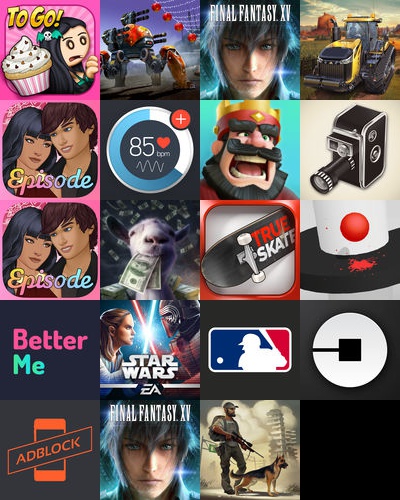 TO GO!
FINAL FANTASY XV
Episode
85
bpm
Episode
TRUE
SKATE
Better
Me
STAR
WARS
EA
ADBLOCK
FINAL FANTASY XV